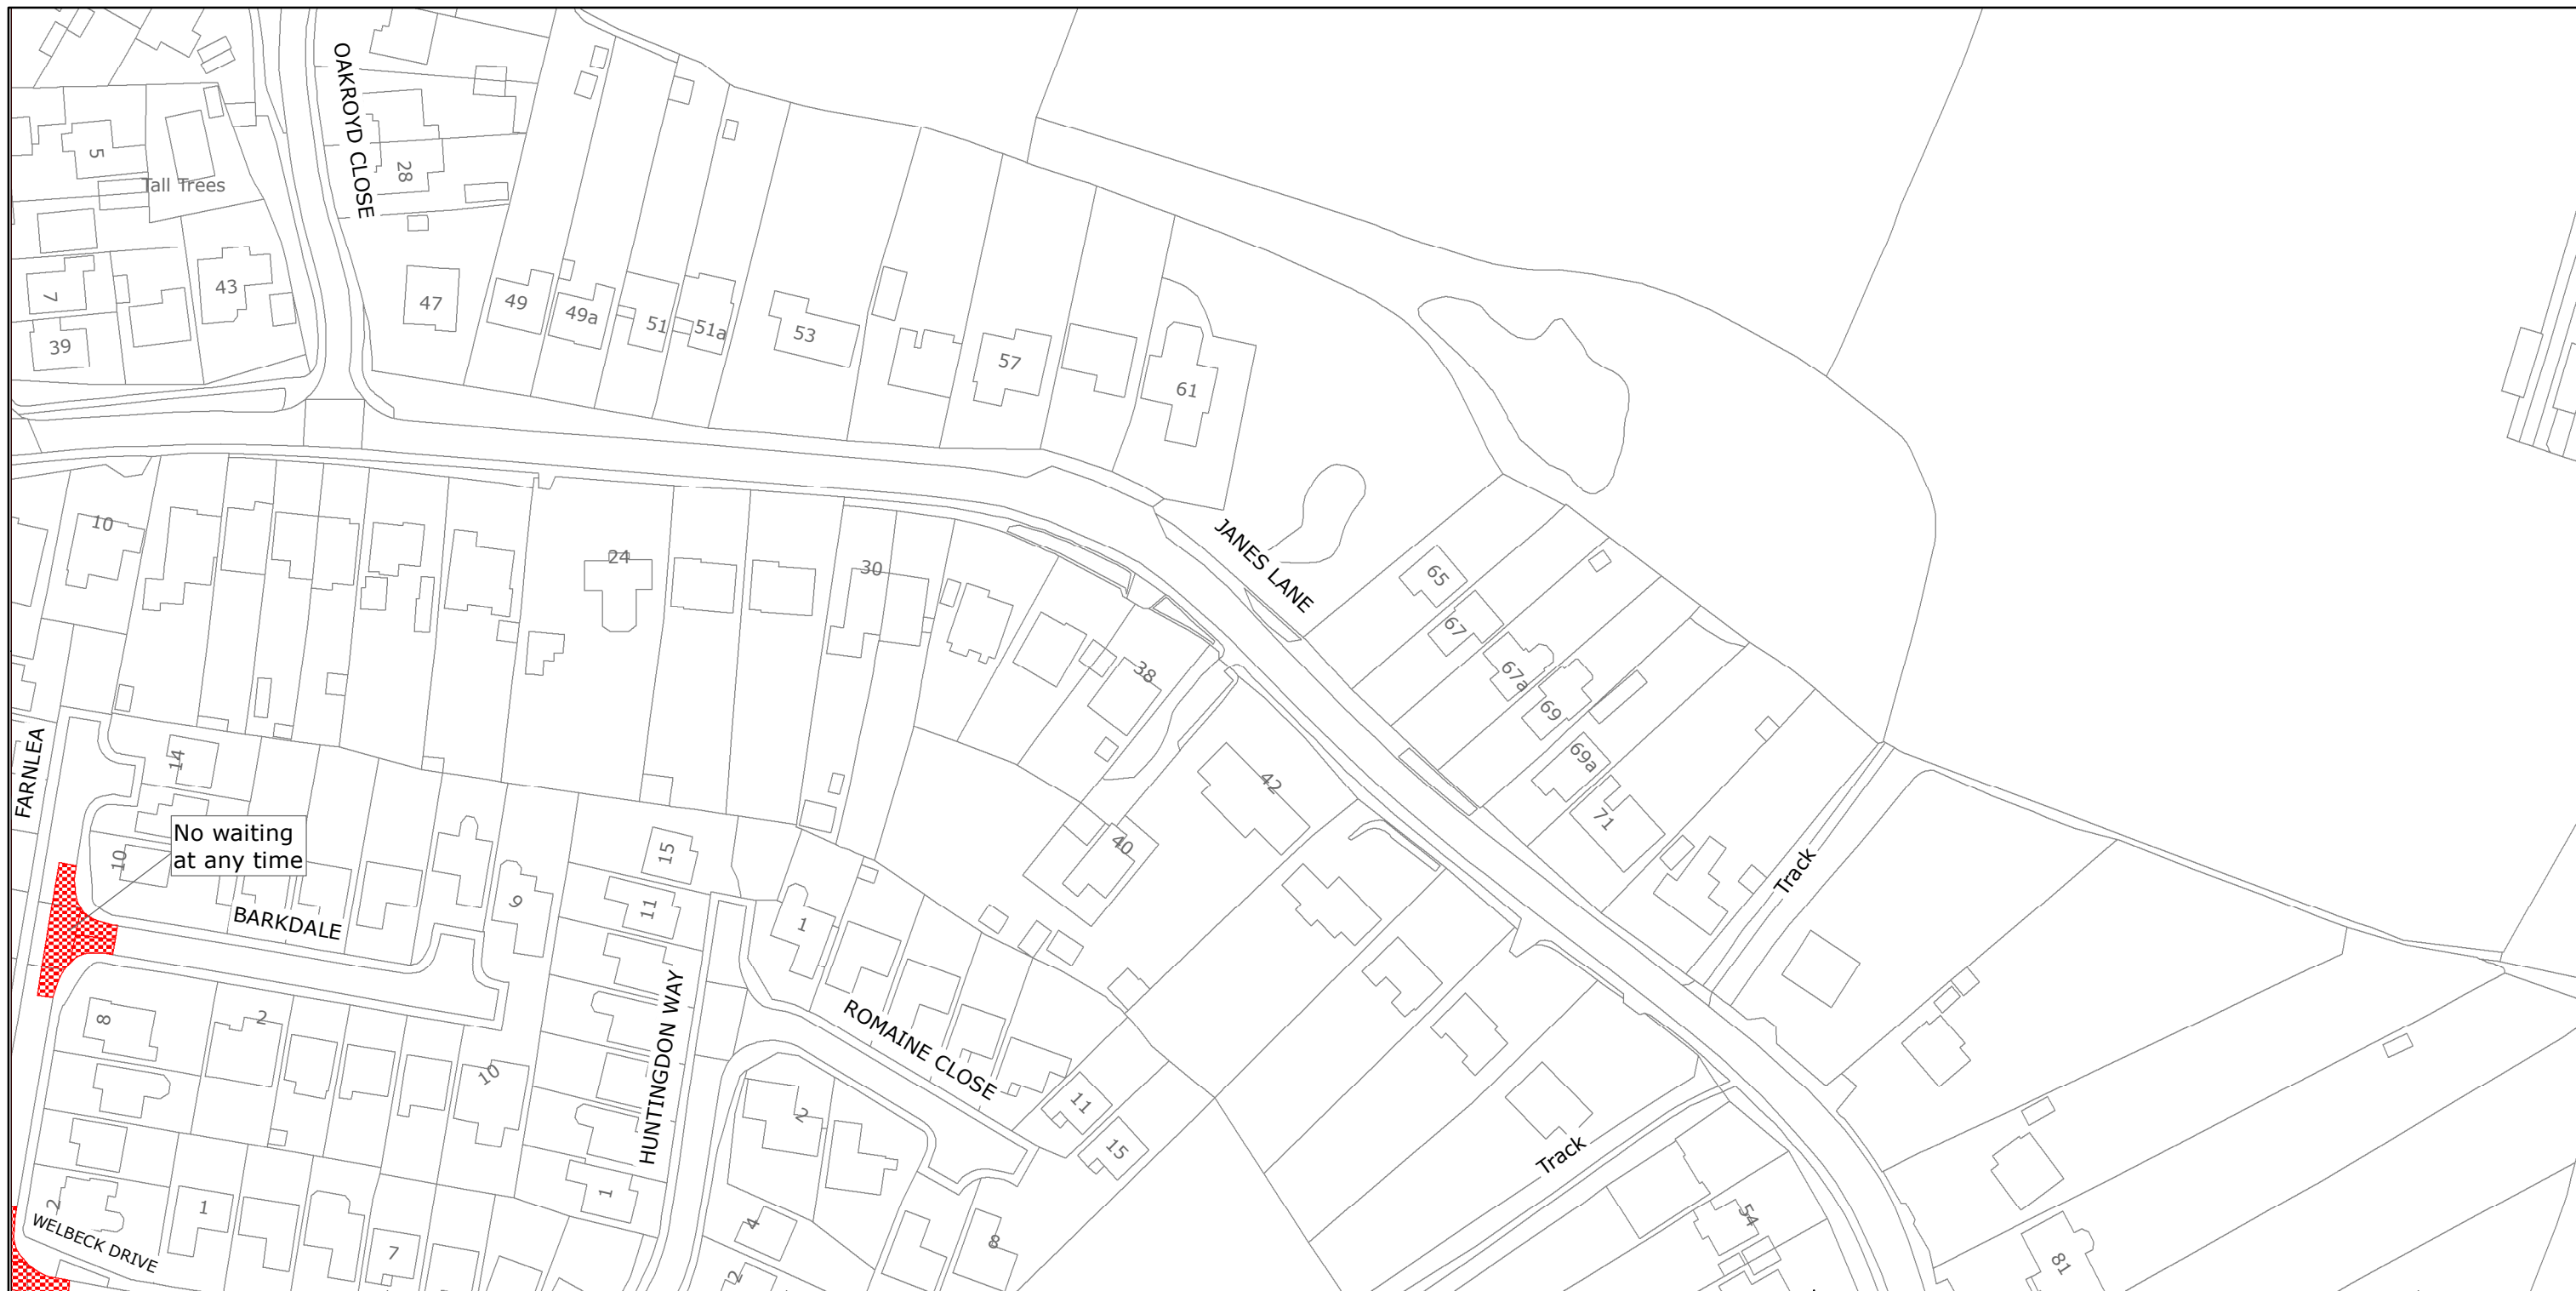 OAKROYD CLOSE
5
28
Tall Trees
7
43
39
47
49
49a
51
51a
53
57
61
10
24
30
38
JANES LANE
65
67
67a
69
69a
71
42
40
FARNLEA
14
10
No waiting
at any time
BARKDALE
9
15
11
1
8
2
10
HUNTINGDON WAY
ROMAINE CLOSE
11
15
Track
Track
2
1
7
1
2
4
2
8
WELBECK DRIVE
54
81